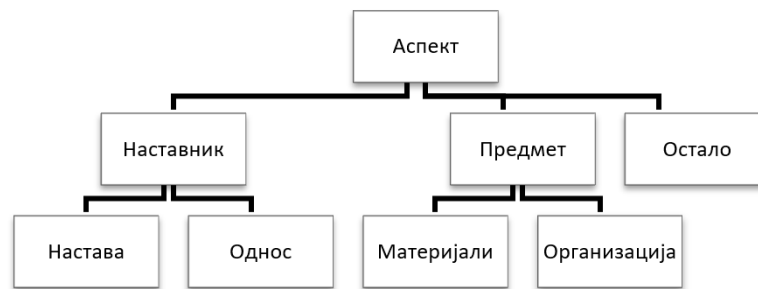 Аспект
Наставник
Предмет
Остало
Настава
Однос
Материјали
Организација